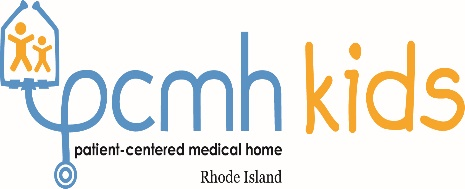 pcmh kids
patient-centered medical home
Rhode Island